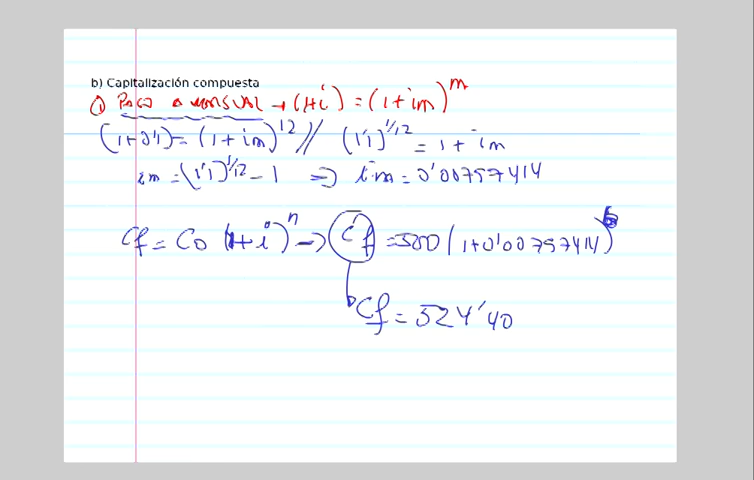 b) Capitalización compuesta
① PASO A MENSUAL → (1+i) = (1+im)^m
(1+0'1) = (1+im)^12 // (1'1)^1/12 = 1+im
im = (1'1)^1/12 - 1 => im = 0'00797414
Cf = Co (1+i)^n → Cf = 500 (1+0'00797414)^6
Cf = 524'40